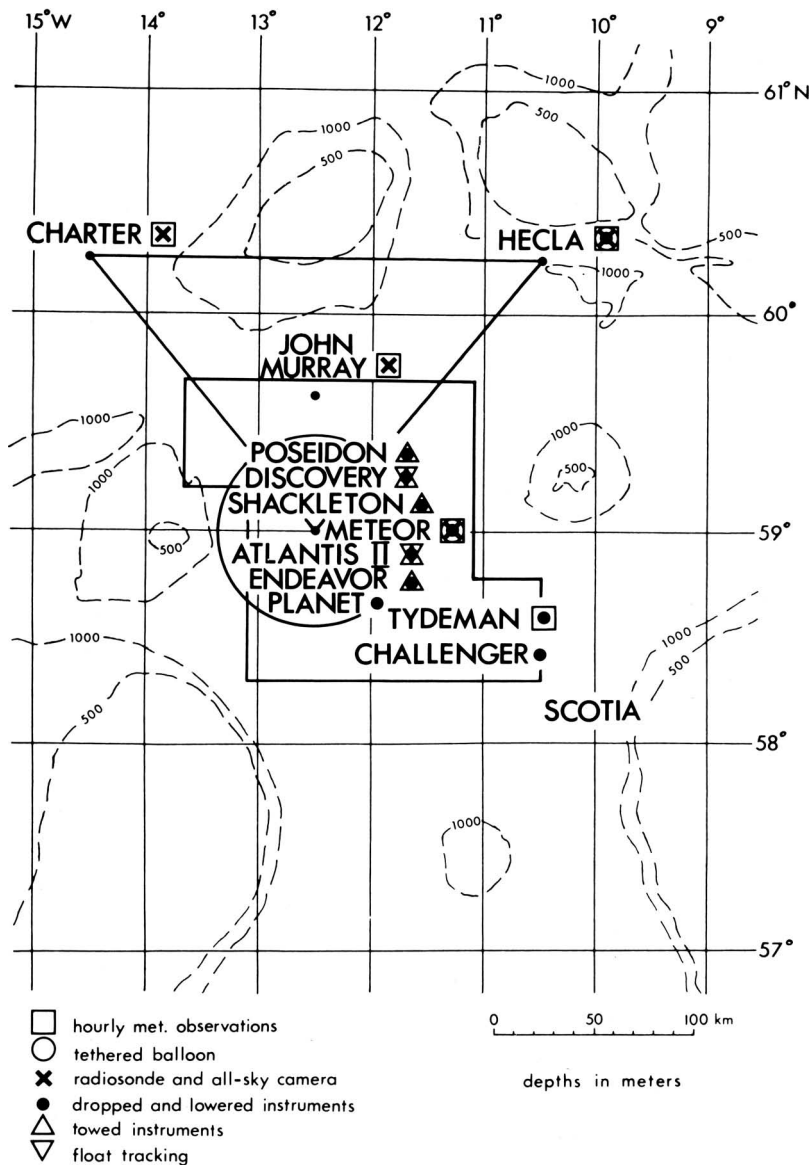 15°W 14° 13° 12° 11° 10° 9°
61°N
1000
1000
500
500
CHARTER
HECLA
500
1000
60°
JOHN
MURRAY
1000
1000
1000
POSEIDON
DISCOVERY
500
SHACKLETON
METEOR
59°
500
ATLANTIS II
ENDEAVOR
PLANET
TYDEMAN
1000
CHALLENGER
500
1000
500
SCOTIA
58°
1000
57°
hourly met. observations
tethered balloon
radiosonde and all-sky camera
dropped and lowered instruments
towed instruments
float tracking
0 50 100 km
depths in meters